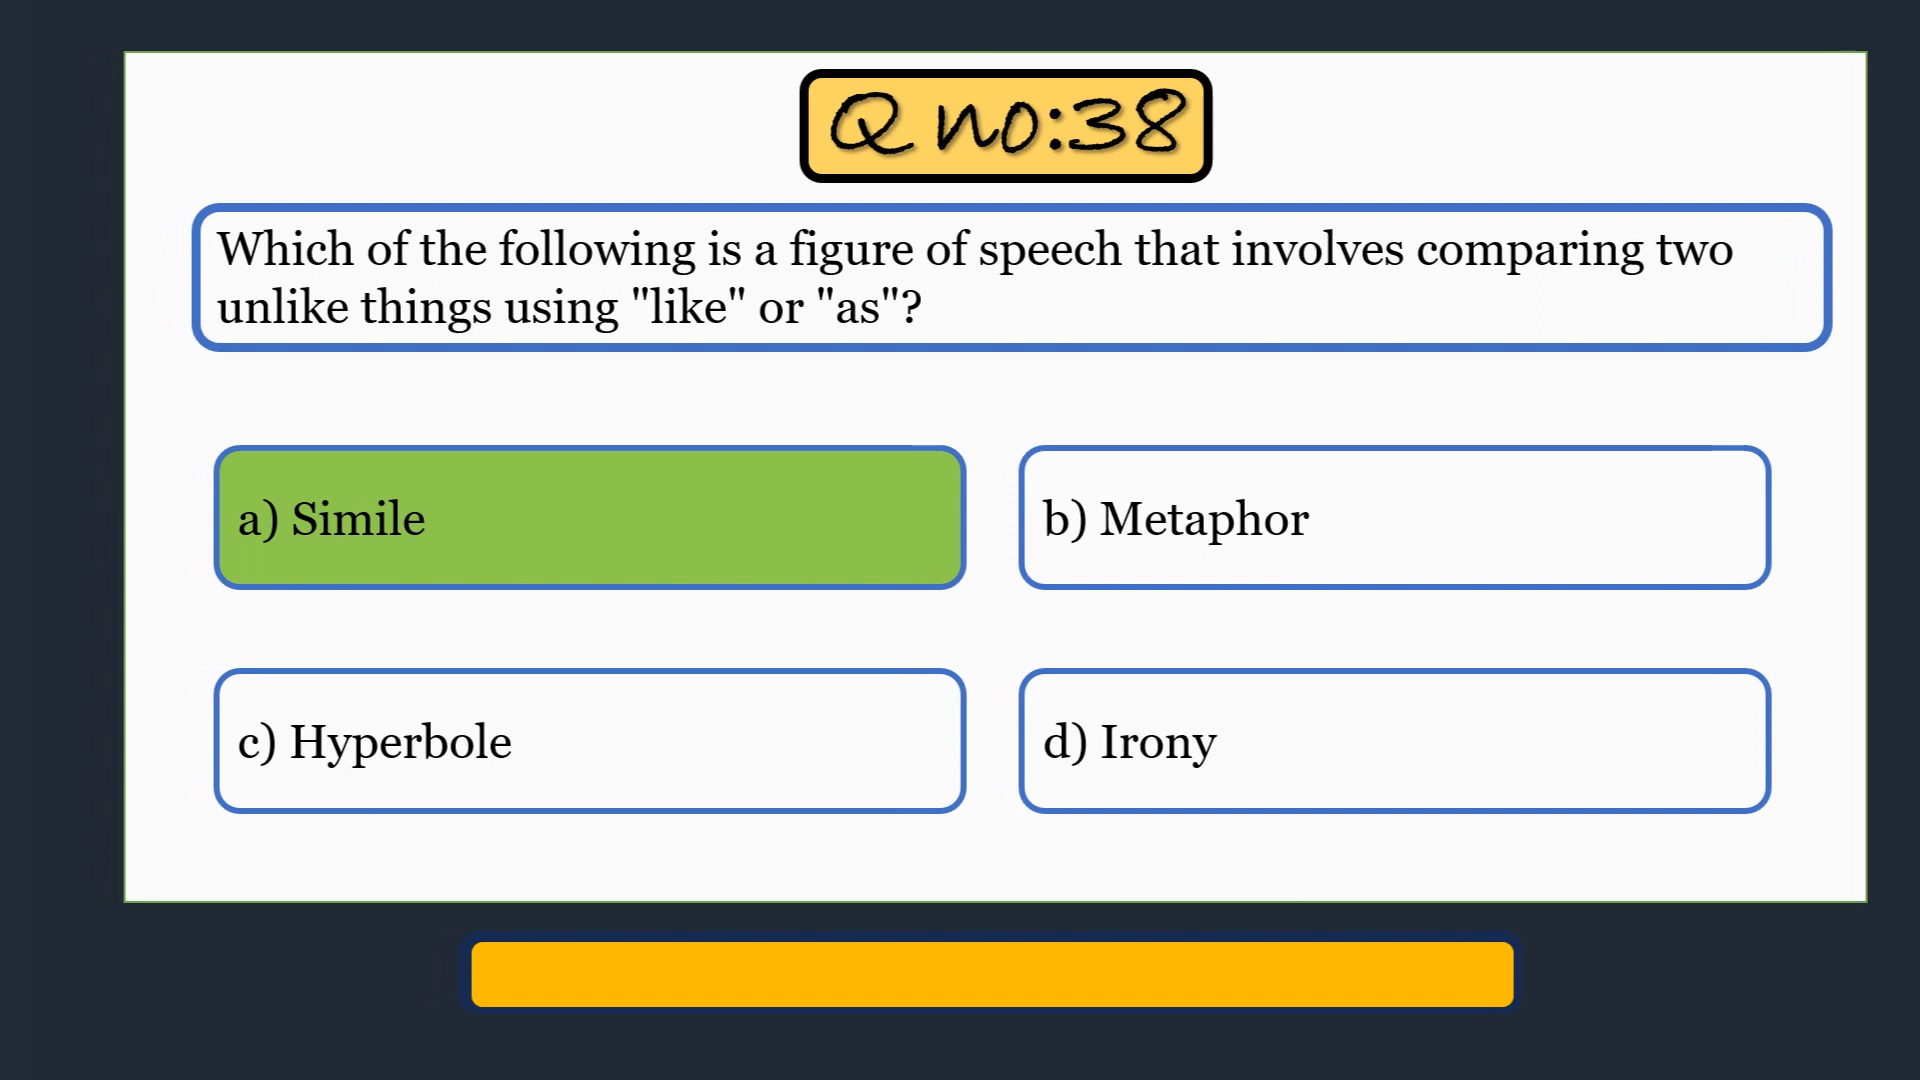 Q no:38
Which of the following is a figure of speech that involves comparing two
unlike things using "like" or "as"?
a) Simile
b) Metaphor
c) Hyperbole
d) Irony